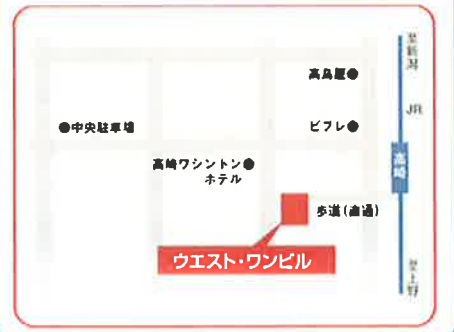 至新潟
高島屋●
JR
●中央駐車場
ビブレ●
高崎
高崎ワシントン●
ホテル
歩道(直通)
ウエスト・ワンビル
至上野